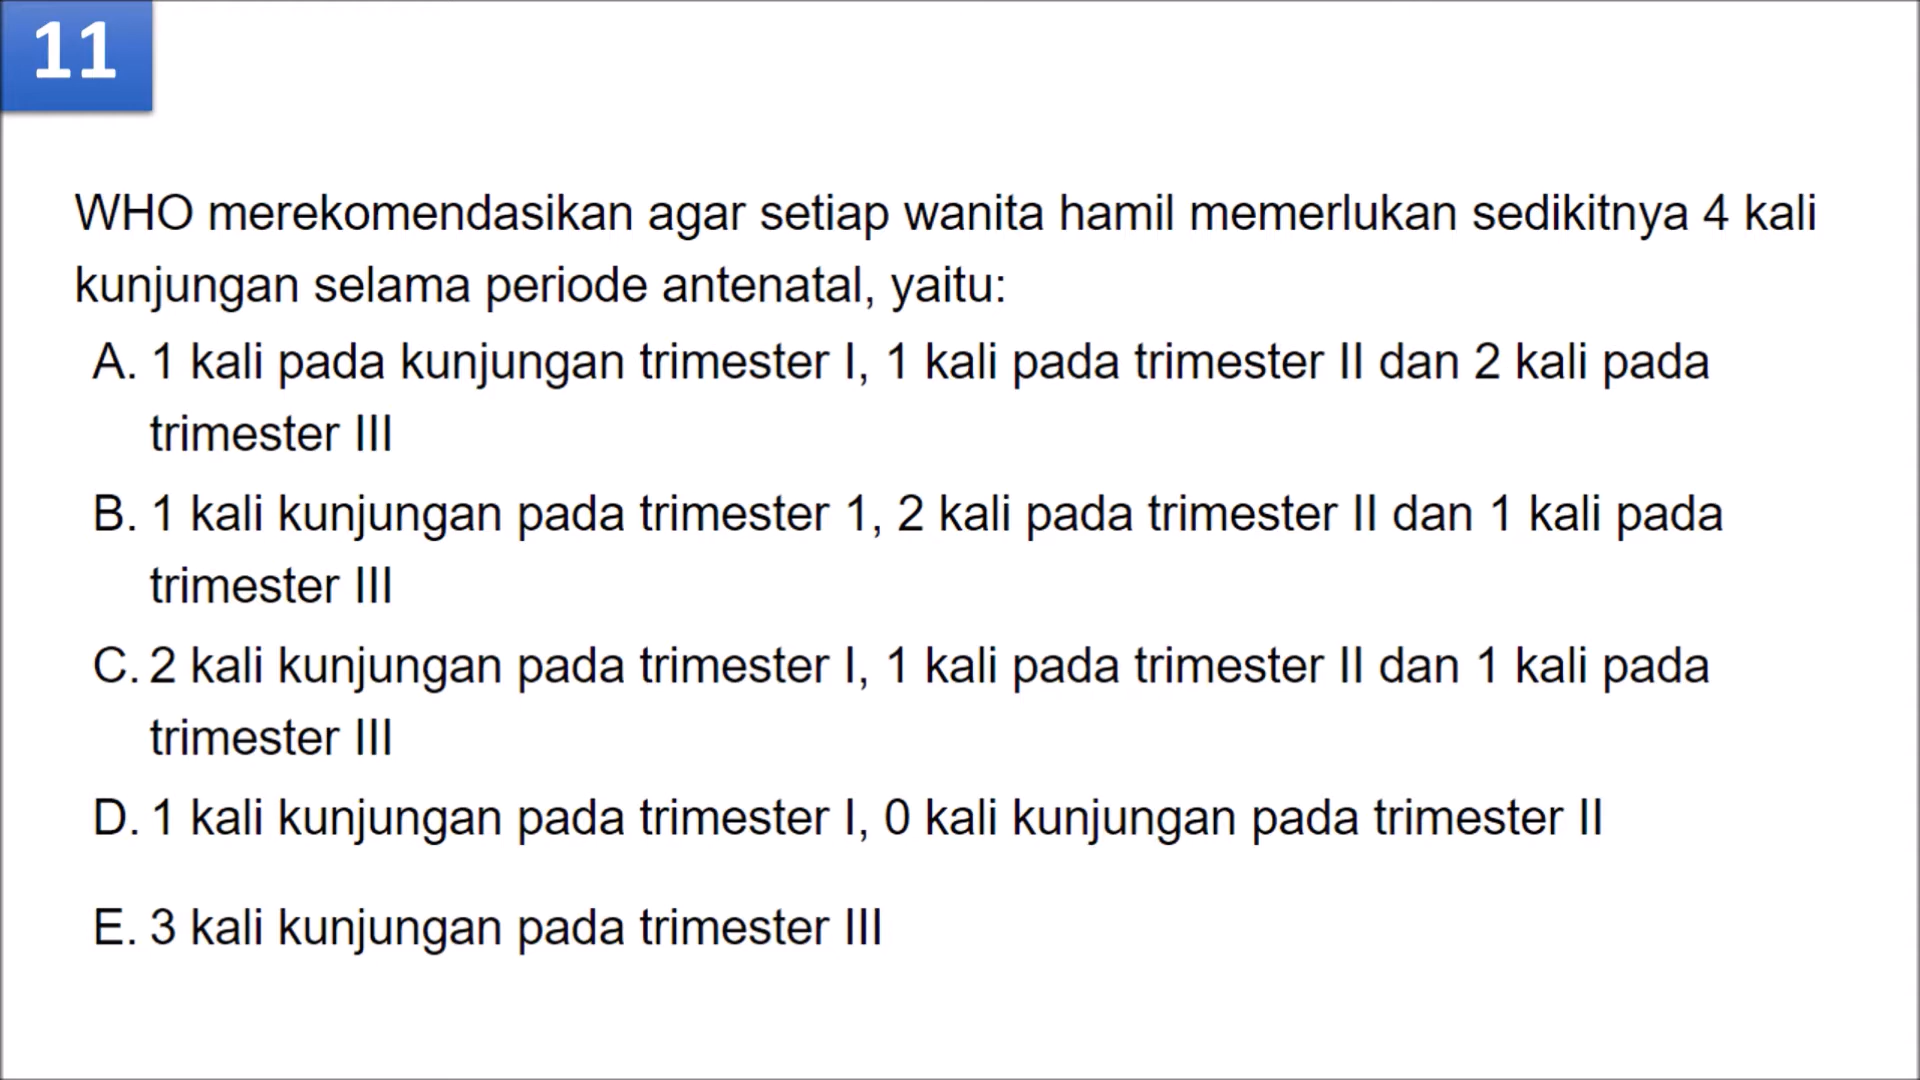 11
WHO merekomendasikan agar setiap wanita hamil memerlukan sedikitnya 4 kali
kunjungan selama periode antenatal, yaitu:
A. 1 kali pada kunjungan trimester I, 1 kali pada trimester II dan 2 kali pada
trimester III
B. 1 kali kunjungan pada trimester 1, 2 kali pada trimester II dan 1 kali pada
trimester III
C. 2 kali kunjungan pada trimester I, 1 kali pada trimester II dan 1 kali pada
trimester III
D. 1 kali kunjungan pada trimester I, 0 kali kunjungan pada trimester II
E. 3 kali kunjungan pada trimester III